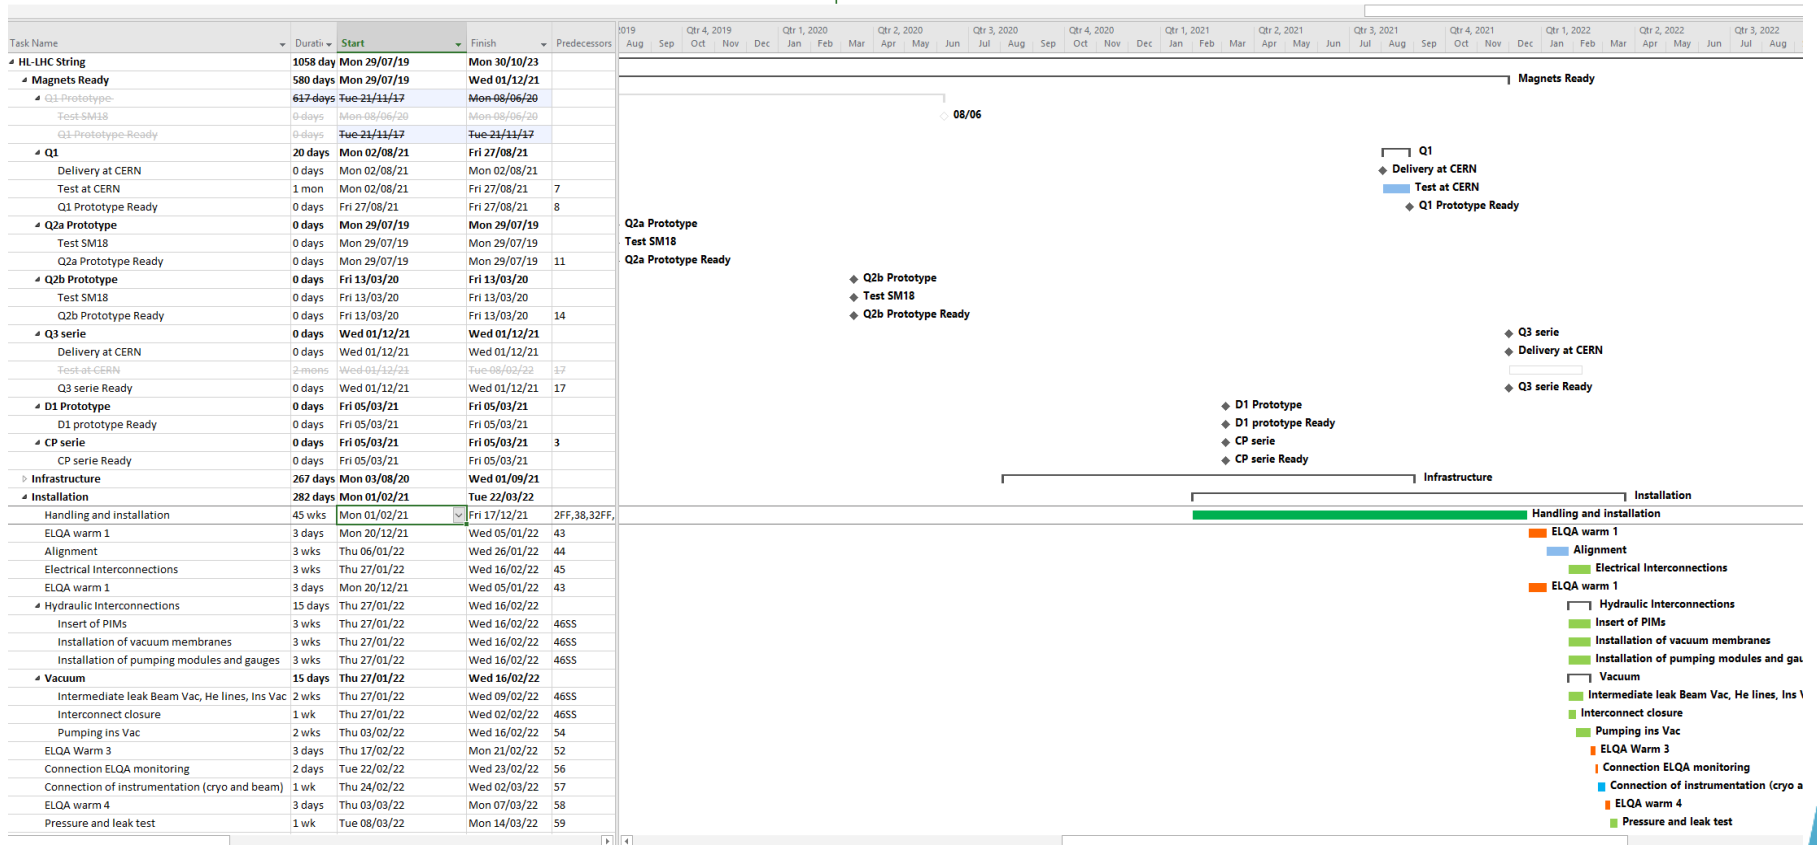 2019 Qtr 4, 2019 Qtr 1, 2020 Qtr 2, 2020 Qtr 3, 2020 Qtr 4, 2020 Qtr 1, 2021 Qtr 2, 2021 Qtr 3, 2021 Qtr 4, 2021 Qtr 1, 2022 Qtr 2, 2022 Qtr 3, 2022
Task Name Durati Start Finish Predecessors Aug Sep Oct Nov Dec Jan Feb Mar Apr May Jun Jul Aug Sep Oct Nov Dec Jan Feb Mar Apr May Jun Jul Aug Sep Oct Nov Dec Jan Feb Mar Apr May Jun Jul Aug
HL-LHC String 1058 day Mon 29/07/19 Mon 30/10/23
Magnets Ready 580 days Mon 29/07/19 Wed 01/12/21 Magnets Ready
Q1 Prototype 617 days Tue 21/11/17 Mon 08/06/20
Test SM18 0 days Mon 08/06/20 Mon 08/06/20 08/06
Q1 Prototype Ready 0 days Tue 21/11/17 Tue 21/11/17
Q1 20 days Mon 02/08/21 Fri 27/08/21 Q1
Delivery at CERN 0 days Mon 02/08/21 Mon 02/08/21 Delivery at CERN
Test at CERN 1 mon Mon 02/08/21 Fri 27/08/21 7 Test at CERN
Q1 Prototype Ready 0 days Fri 27/08/21 Fri 27/08/21 8 Q1 Prototype Ready
Q2a Prototype 0 days Mon 29/07/19 Mon 29/07/19 Q2a Prototype
Test SM18 0 days Mon 29/07/19 Mon 29/07/19 Test SM18
Q2a Prototype Ready 0 days Mon 29/07/19 Mon 29/07/19 11 Q2a Prototype Ready
Q2b Prototype 0 days Fri 13/03/20 Fri 13/03/20 Q2b Prototype
Test SM18 0 days Fri 13/03/20 Fri 13/03/20 Test SM18
Q2b Prototype Ready 0 days Fri 13/03/20 Fri 13/03/20 14 Q2b Prototype Ready
Q3 serie 0 days Wed 01/12/21 Wed 01/12/21 Q3 serie
Delivery at CERN 0 days Wed 01/12/21 Wed 01/12/21 Delivery at CERN
Test at CERN 2 mons Wed 01/12/21 Tue 08/02/22 17
Q3 serie Ready 0 days Wed 01/12/21 Wed 01/12/21 17 Q3 serie Ready
D1 Prototype 0 days Fri 05/03/21 Fri 05/03/21 D1 Prototype
D1 prototype Ready 0 days Fri 05/03/21 Fri 05/03/21 D1 prototype Ready
CP serie 0 days Fri 05/03/21 Fri 05/03/21 3 CP serie
CP serie Ready 0 days Fri 05/03/21 Fri 05/03/21 CP serie Ready
Infrastructure 267 days Mon 03/08/20 Wed 01/09/21 Infrastructure
Installation 282 days Mon 01/02/21 Tue 22/03/22 Installation
Handling and installation 45 wks Mon 01/02/21 Fri 17/12/21 2FF,38,32FF, Handling and installation
ELQA warm 1 3 days Mon 20/12/21 Wed 05/01/22 43 ELQA warm 1
Alignment 3 wks Thu 06/01/22 Wed 26/01/22 44 Alignment
Electrical Interconnections 3 wks Thu 27/01/22 Wed 16/02/22 45 Electrical Interconnections
ELQA warm 1 3 days Mon 20/12/21 Wed 05/01/22 43 ELQA warm 1
Hydraulic Interconnections 15 days Thu 27/01/22 Wed 16/02/22 Hydraulic Interconnections
Insert of PIMs 3 wks Thu 27/01/22 Wed 16/02/22 46SS Insert of PIMs
Installation of vacuum membranes 3 wks Thu 27/01/22 Wed 16/02/22 46SS Installation of vacuum membranes
Installation of pumping modules and gauges 3 wks Thu 27/01/22 Wed 16/02/22 46SS Installation of pumping modules and gau
Vacuum 15 days Thu 27/01/22 Wed 16/02/22 Vacuum
Intermediate leak Beam Vac, He lines, Ins Vac 2 wks Thu 27/01/22 Wed 09/02/22 46SS Intermediate leak Beam Vac, He lines, Ins V
Interconnect closure 1 wk Thu 27/01/22 Wed 02/02/22 46SS Interconnect closure
Pumping ins Vac 2 wks Thu 03/02/22 Wed 16/02/22 54 Pumping ins Vac
ELQA Warm 3 3 days Thu 17/02/22 Mon 21/02/22 52 ELQA Warm 3
Connection ELQA monitoring 2 days Tue 22/02/22 Wed 23/02/22 56 Connection ELQA monitoring
Connection of instrumentation (cryo and beam) 1 wk Thu 24/02/22 Wed 02/03/22 57 Connection of instrumentation (cryo a
ELQA warm 4 3 days Thu 03/03/22 Mon 07/03/22 58 ELQA warm 4
Pressure and leak test 1 wk Tue 08/03/22 Mon 14/03/22 59 Pressure and leak test